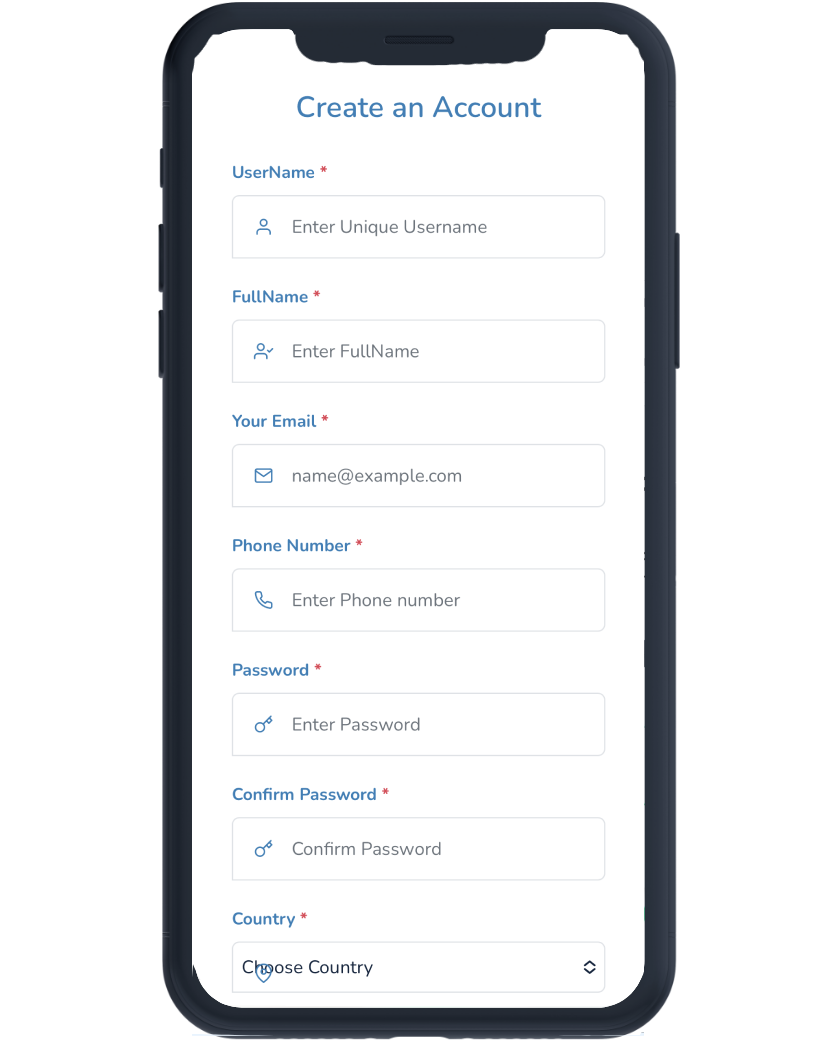 Create an Account
UserName *
Enter Unique Username
FullName *
Enter FullName
Your Email *
name@example.com
Phone Number *
Enter Phone number
Password *
Enter Password
Confirm Password *
Confirm Password
Country *
Choose Country